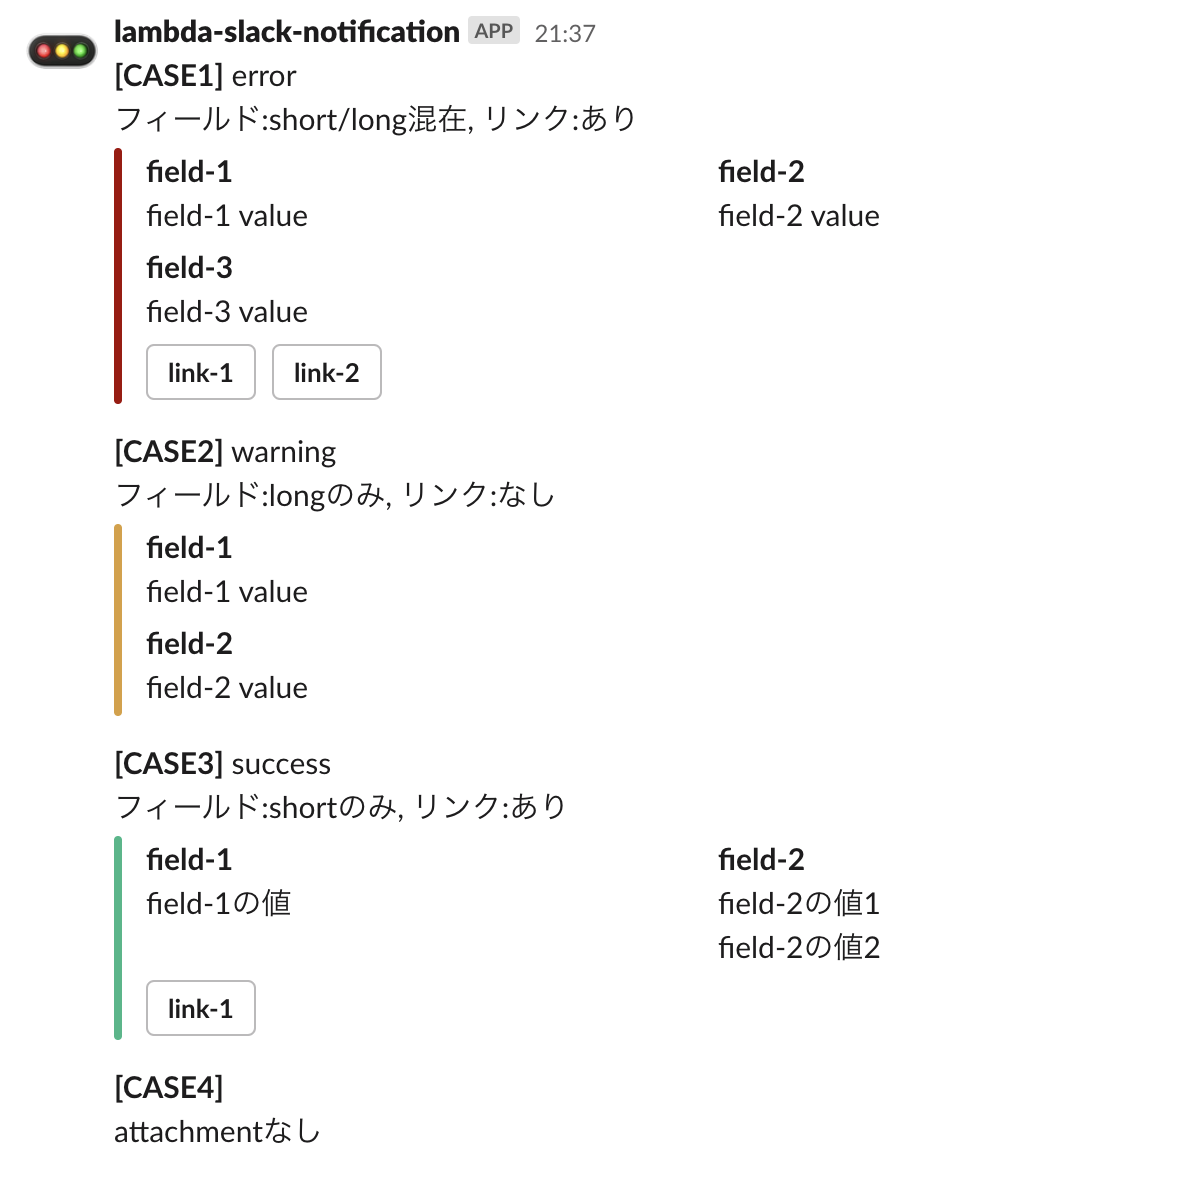 lambda-slack-notification APP 21:37
[CASE1] error
フィールド:short/long混在, リンク:あり
field-1 field-2
field-1 value field-2 value
field-3
field-3 value
link-1 link-2
[CASE2] warning
フィールド:longのみ, リンク:なし
field-1
field-1 value
field-2
field-2 value
[CASE3] success
フィールド:shortのみ, リンク:あり
field-1 field-2
field-1の値 field-2の値1
field-2の値2
link-1
[CASE4]
attachmentなし